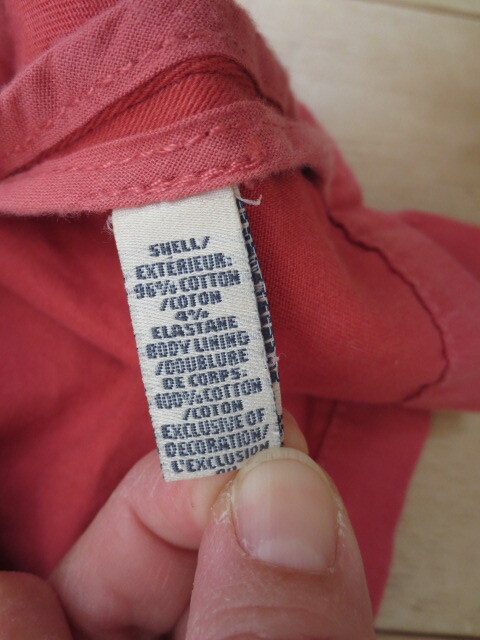 SHELL/
EXTÉRIEUR:
96% COTTON
/COTON
4%
ELASTANE
BODY LINING
/DOUBLURE
DE CORPS:
100%COTTON
/COTON
EXCLUSIVE OF
DECORATION/
L'EXCLUSION